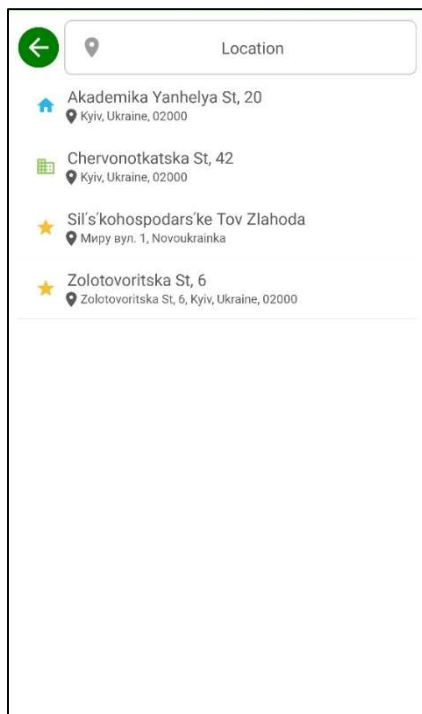 Location
Akademika Yanhelya St, 20
Kyiv, Ukraine, 02000
Chervonotkatska St, 42
Kyiv, Ukraine, 02000
Sil's'kohospodars'ke Tov Zlahoda
Миру вул. 1, Novoukrainka
Zolotovoritska St, 6
Zolotovoritska St, 6, Kyiv, Ukraine, 02000